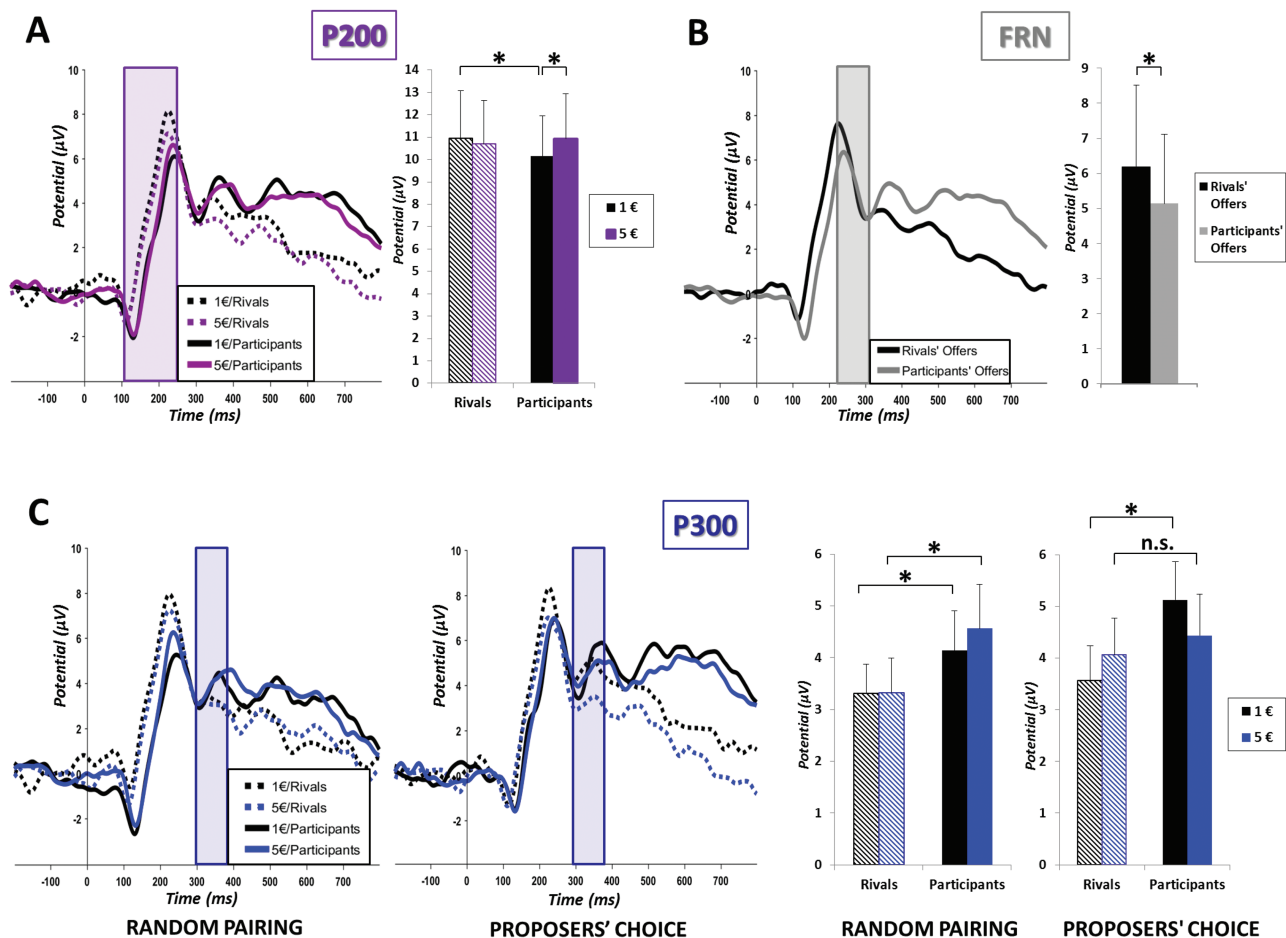 A
P200
10
8
6
4
2
0
-2
Potential (µV)
-100 0 100 200 300 400 500 600 700
Time (ms)
1€/Rivals
5€/Rivals
1€/Participants
5€/Participants
14
13
12
11
10
9
8
7
6
5
4
3
2
1
0
Potential (µV)
* *
Rivals Participants
1 €
5 €
B
FRN
10
8
6
4
2
0
-2
Potential (µV)
-100 0 100 200 300 400 500 600 700
Time (ms)
Rivals' Offers
Participants' Offers
9
8
7
6
5
4
3
2
1
0
Potential (µV)
*
Rivals'
Offers
Participants'
Offers
C
P300
10
8
6
4
2
0
-2
Potential (µV)
-100 0 100 200 300 400 500 600 700
Time (ms)
1€/Rivals
5€/Rivals
1€/Participants
5€/Participants
RANDOM PAIRING
10
8
6
4
2
0
-2
Potential (µV)
-100 0 100 200 300 400 500 600 700
Time (ms)
PROPOSERS’ CHOICE
6
5
4
3
2
1
0
Potential (µV)
*
*
Rivals Participants
RANDOM PAIRING
6
5
4
3
2
1
0
Potential (µV)
*
n.s.
Rivals Participants
PROPOSERS' CHOICE
1 €
5 €